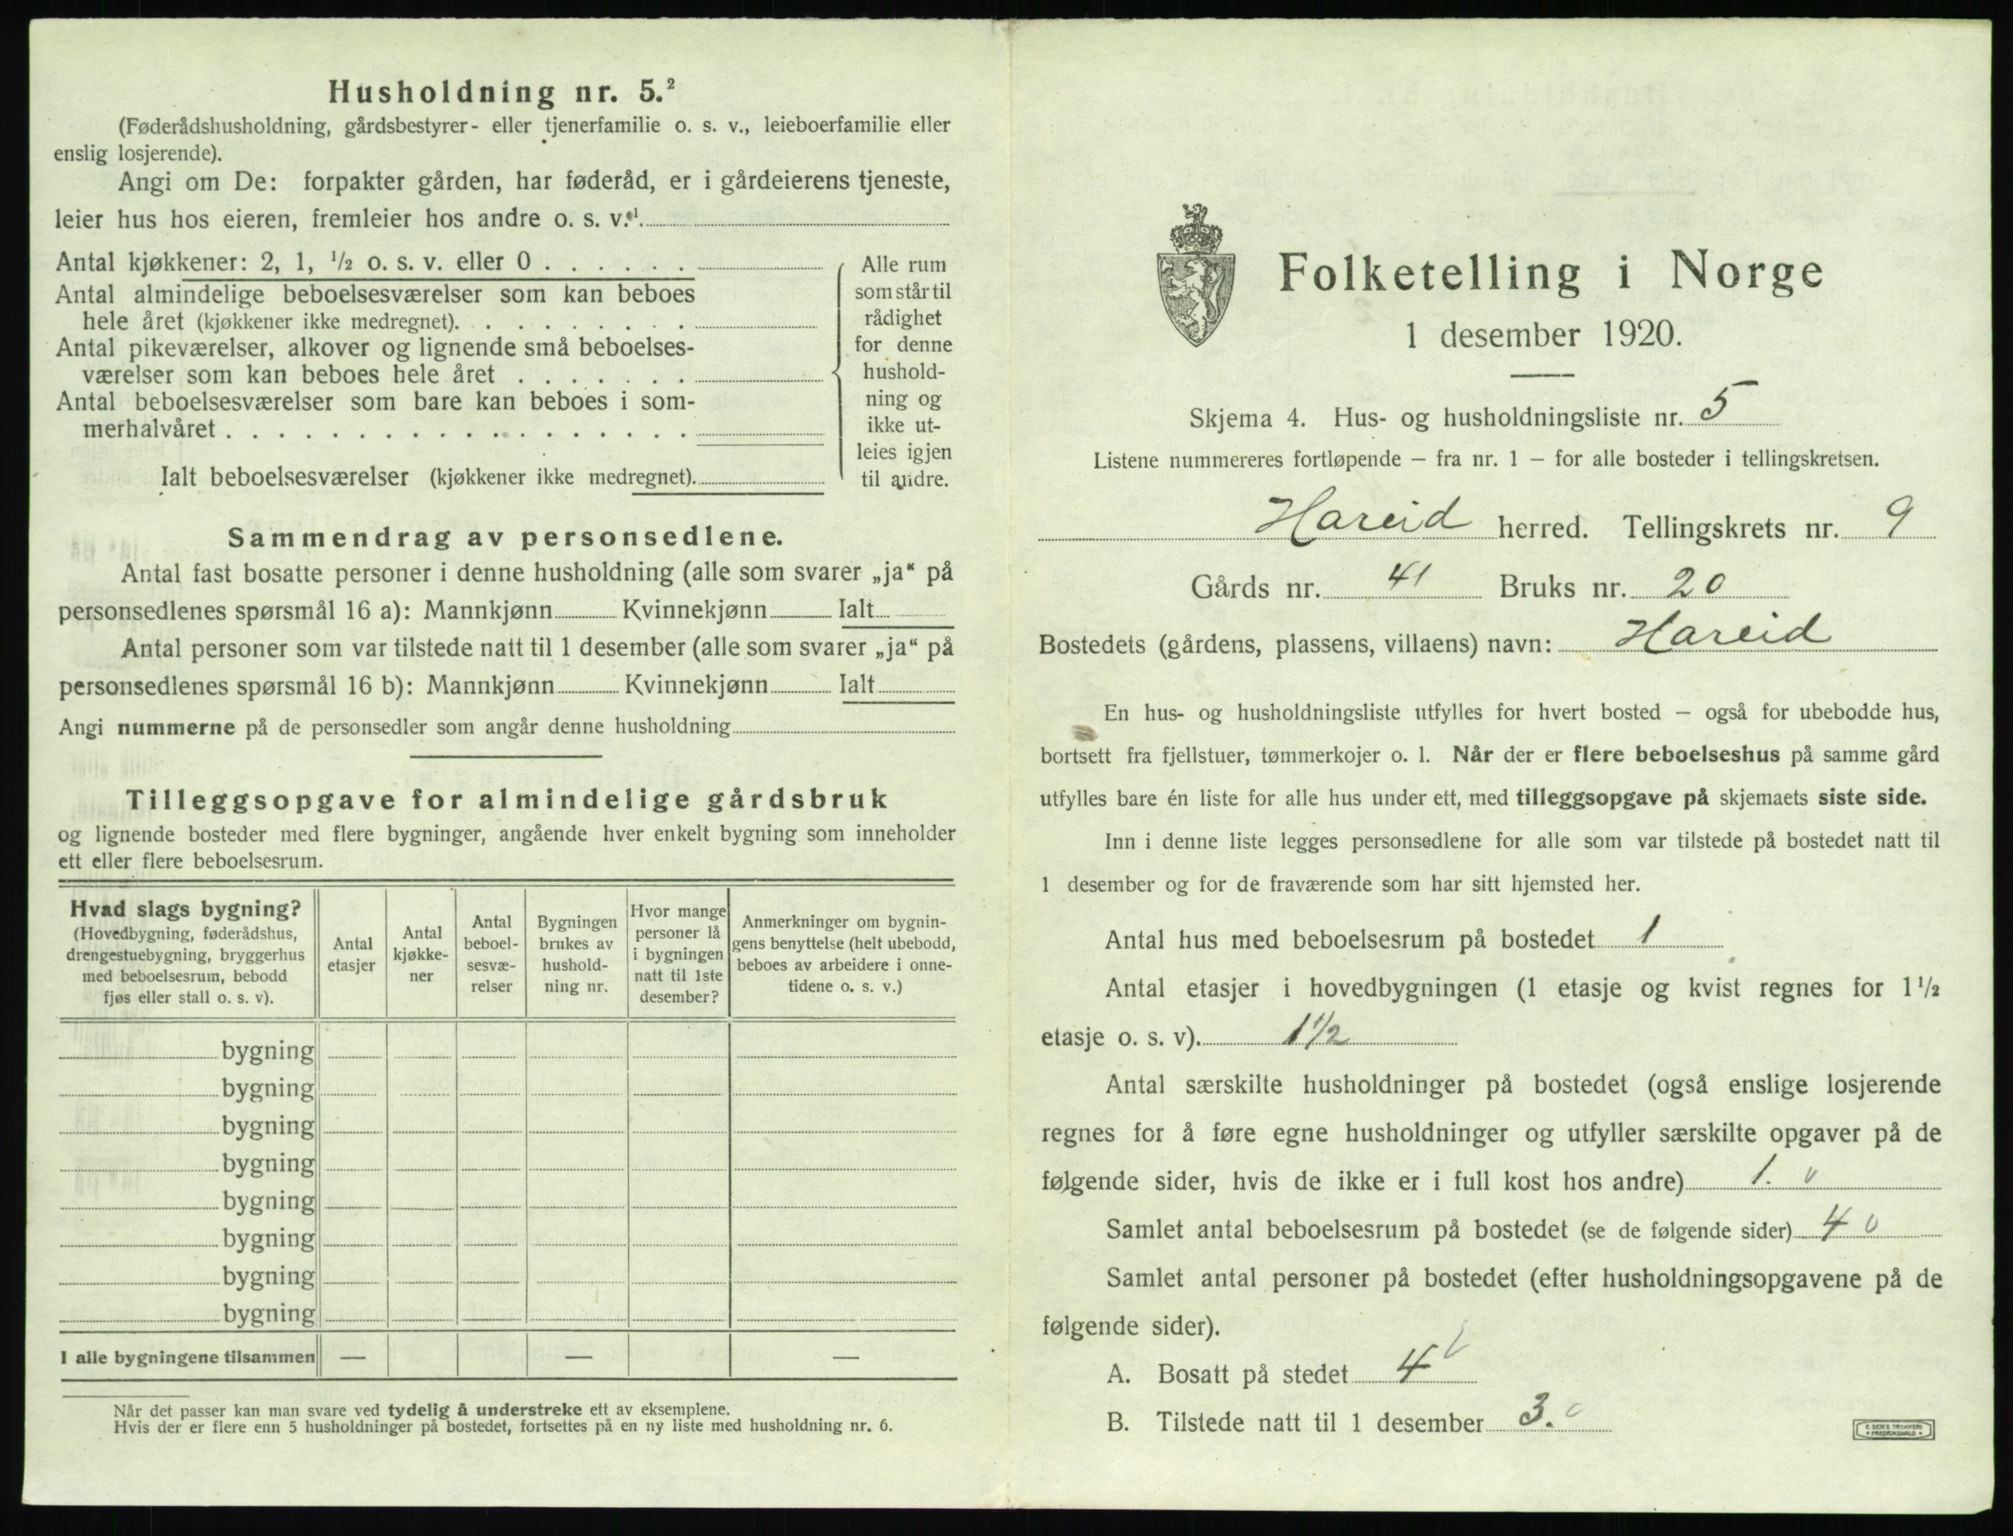 Husholdning nr. 5.²
(Føderådshusholdning, gårdsbestyrer- eller tjenerfamilie o. s. v., leieboerfamilie eller
enslig losjerende).
Angi om De: forpakter gården, har føderåd, er i gårdeierens tjeneste,
leier hus hos eieren, fremleier hos andre o. s. v.¹
Antal kjøkkener: 2, 1, ½ o. s. v. eller 0 . . . . . .
Antal almindelige beboelsesværelser som kan beboes
hele året (kjøkkener ikke medregnet). . . . . . . . .
Antal pikeværelser, alkover og lignende små beboelses-
værelser som kan beboes hele året . . . . . . .
Antal beboelsesværelser som bare kan beboes i som-
merhalvåret . . . . . . . . . . . . . . . . . .
Ialt beboelsesværelser (kjøkkener ikke medregnet).
Alle rum
som står til
rådighet
for denne
hushold-
ning og
ikke ut-
leies igjen
til andre.
Sammendrag av personsedlene.
Antal fast bosatte personer i denne husholdning (alle som svarer „ja“ på
personsedlenes spørsmål 16 a): Mannkjønn Kvinnekjønn Ialt
Antal personer som var tilstede natt til 1 desember (alle som svarer „ja“ på
personsedlenes spørsmål 16 b): Mannkjønn Kvinnekjønn Ialt
Angi nummerne på de personsedler som angår denne husholdning
Tilleggsopgave for almindelige gårdsbruk
og lignende bosteder med flere bygninger, angående hver enkelt bygning som inneholder
ett eller flere beboelsesrum.
Hvad slags bygning?
(Hovedbygning, føderådshus,
drengestuebygning, bryggerhus
med beboelsesrum, bebodd
fjøs eller stall o. s. v).
Antal
etasjer
Antal
kjøkke-
ner
Antal
beboel-
sesvæ-
relser
Bygningen
brukes av
hushold-
ning nr.
Hvor mange
personer lå
i bygningen
natt til 1ste
desember?
Anmerkninger om bygnin-
gens benyttelse (helt ubebodd,
beboes av arbeidere i onne-
tidene o. s. v.)
bygning
bygning
bygning
bygning
bygning
bygning
bygning
bygning
I alle bygningene tilsammen — — —
Når det passer kan man svare ved tydelig å understreke ett av eksemplene.
Hvis der er flere enn 5 husholdninger på bostedet, fortsettes på en ny liste med husholdning nr. 6.
Folketelling i Norge
1 desember 1920.
Skjema 4. Hus- og husholdningsliste nr. 5
Listene nummereres fortløpende – fra nr. 1 – for alle bosteder i tellingskretsen.
Hareid herred. Tellingskrets nr. 9
Gårds nr. 41 Bruks nr. 20
Bostedets (gårdens, plassens, villaens) navn: Hareid
En hus- og husholdningsliste utfylles for hvert bosted – også for ubebodde hus,
bortsett fra fjellstuer, tømmerkojer o. l. Når der er flere beboelseshus på samme gård
utfylles bare én liste for alle hus under ett, med tilleggsopgave på skjemaets siste side.
Inn i denne liste legges personsedlene for alle som var tilstede på bostedet natt til
1 desember og for de fraværende som har sitt hjemsted her.
Antal hus med beboelsesrum på bostedet 1
Antal etasjer i hovedbygningen (1 etasje og kvist regnes for 1 ½
etasje o. s. v). 1½
Antal særskilte husholdninger på bostedet (også enslige losjerende
regnes for å føre egne husholdninger og utfyller særskilte opgaver på de
følgende sider, hvis de ikke er i full kost hos andre) 1.
Samlet antal beboelsesrum på bostedet (se de følgende sider) 4
Samlet antal personer på bostedet (efter husholdningsopgavene på de
følgende sider).
A. Bosatt på stedet 4
B. Tilstede natt til 1 desember 3.